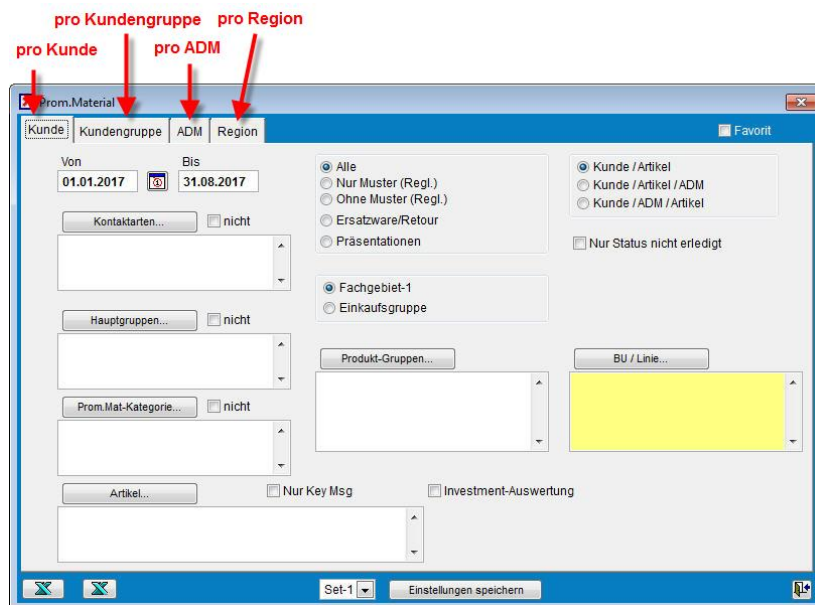 pro Kundengruppe pro Region
pro Kunde pro ADM
Prom.Material
Kunde Kundengruppe ADM Region Favorit
Von Bis
01.01.2017 31.08.2017
Alle
Nur Muster (Regl.)
Ohne Muster (Regl.)
Ersatzware/Retour
Präsentationen
Kunde / Artikel
Kunde / Artikel / ADM
Kunde / ADM / Artikel
Kontaktarten... nicht
Nur Status nicht erledigt
Fachgebiet-1
Einkaufsgruppe
Hauptgruppen... nicht
Produkt-Gruppen... BU / Linie...
Prom.Mat-Kategorie... nicht
Artikel... Nur Key Msg Investment-Auswertung
Set-1 Einstellungen speichern